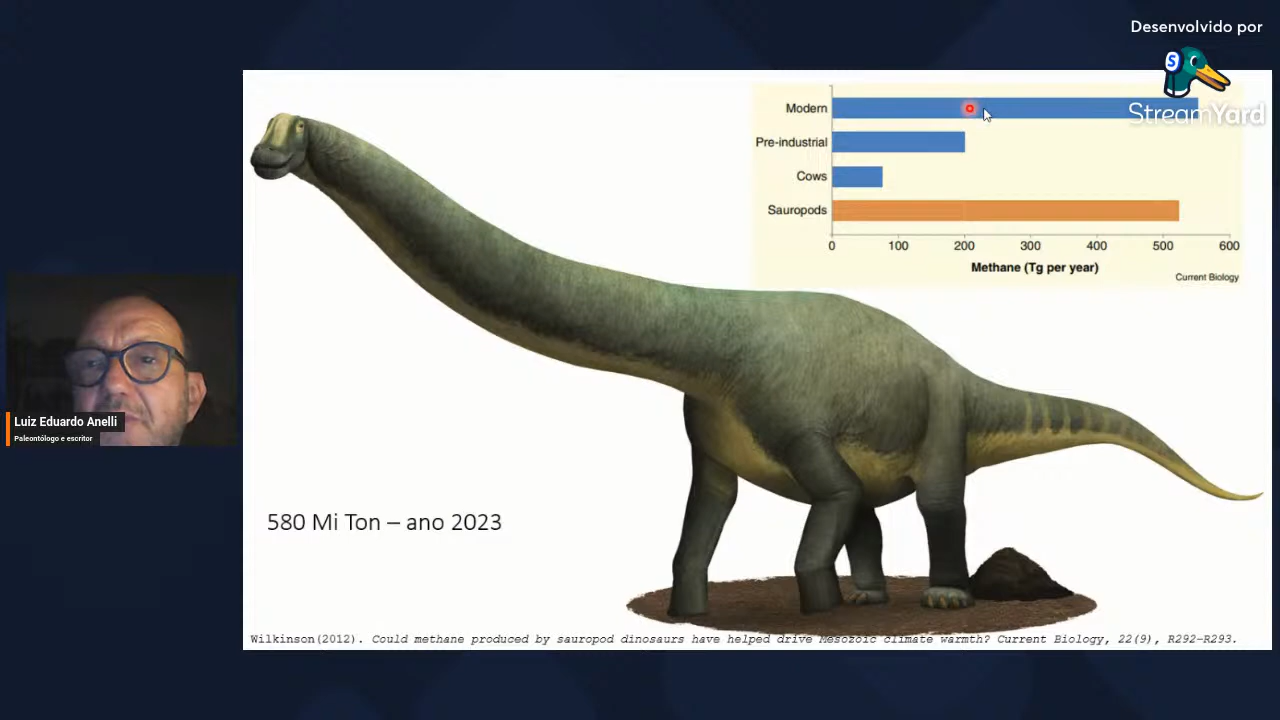 Desenvolvido por
StreamYard
Modern
Pre-industrial
Cows
Sauropods
0 100 200 300 400 500 600
Methane (Tg per year)
Current Biology
Luiz Eduardo Anelli
Paleontólogo e escritor
580 Mi Ton – ano 2023
Wilkinson(2012). Could methane produced by sauropod dinosaurs have helped drive Mesozoic climate warmth? Current Biology, 22(9), R292–R293.